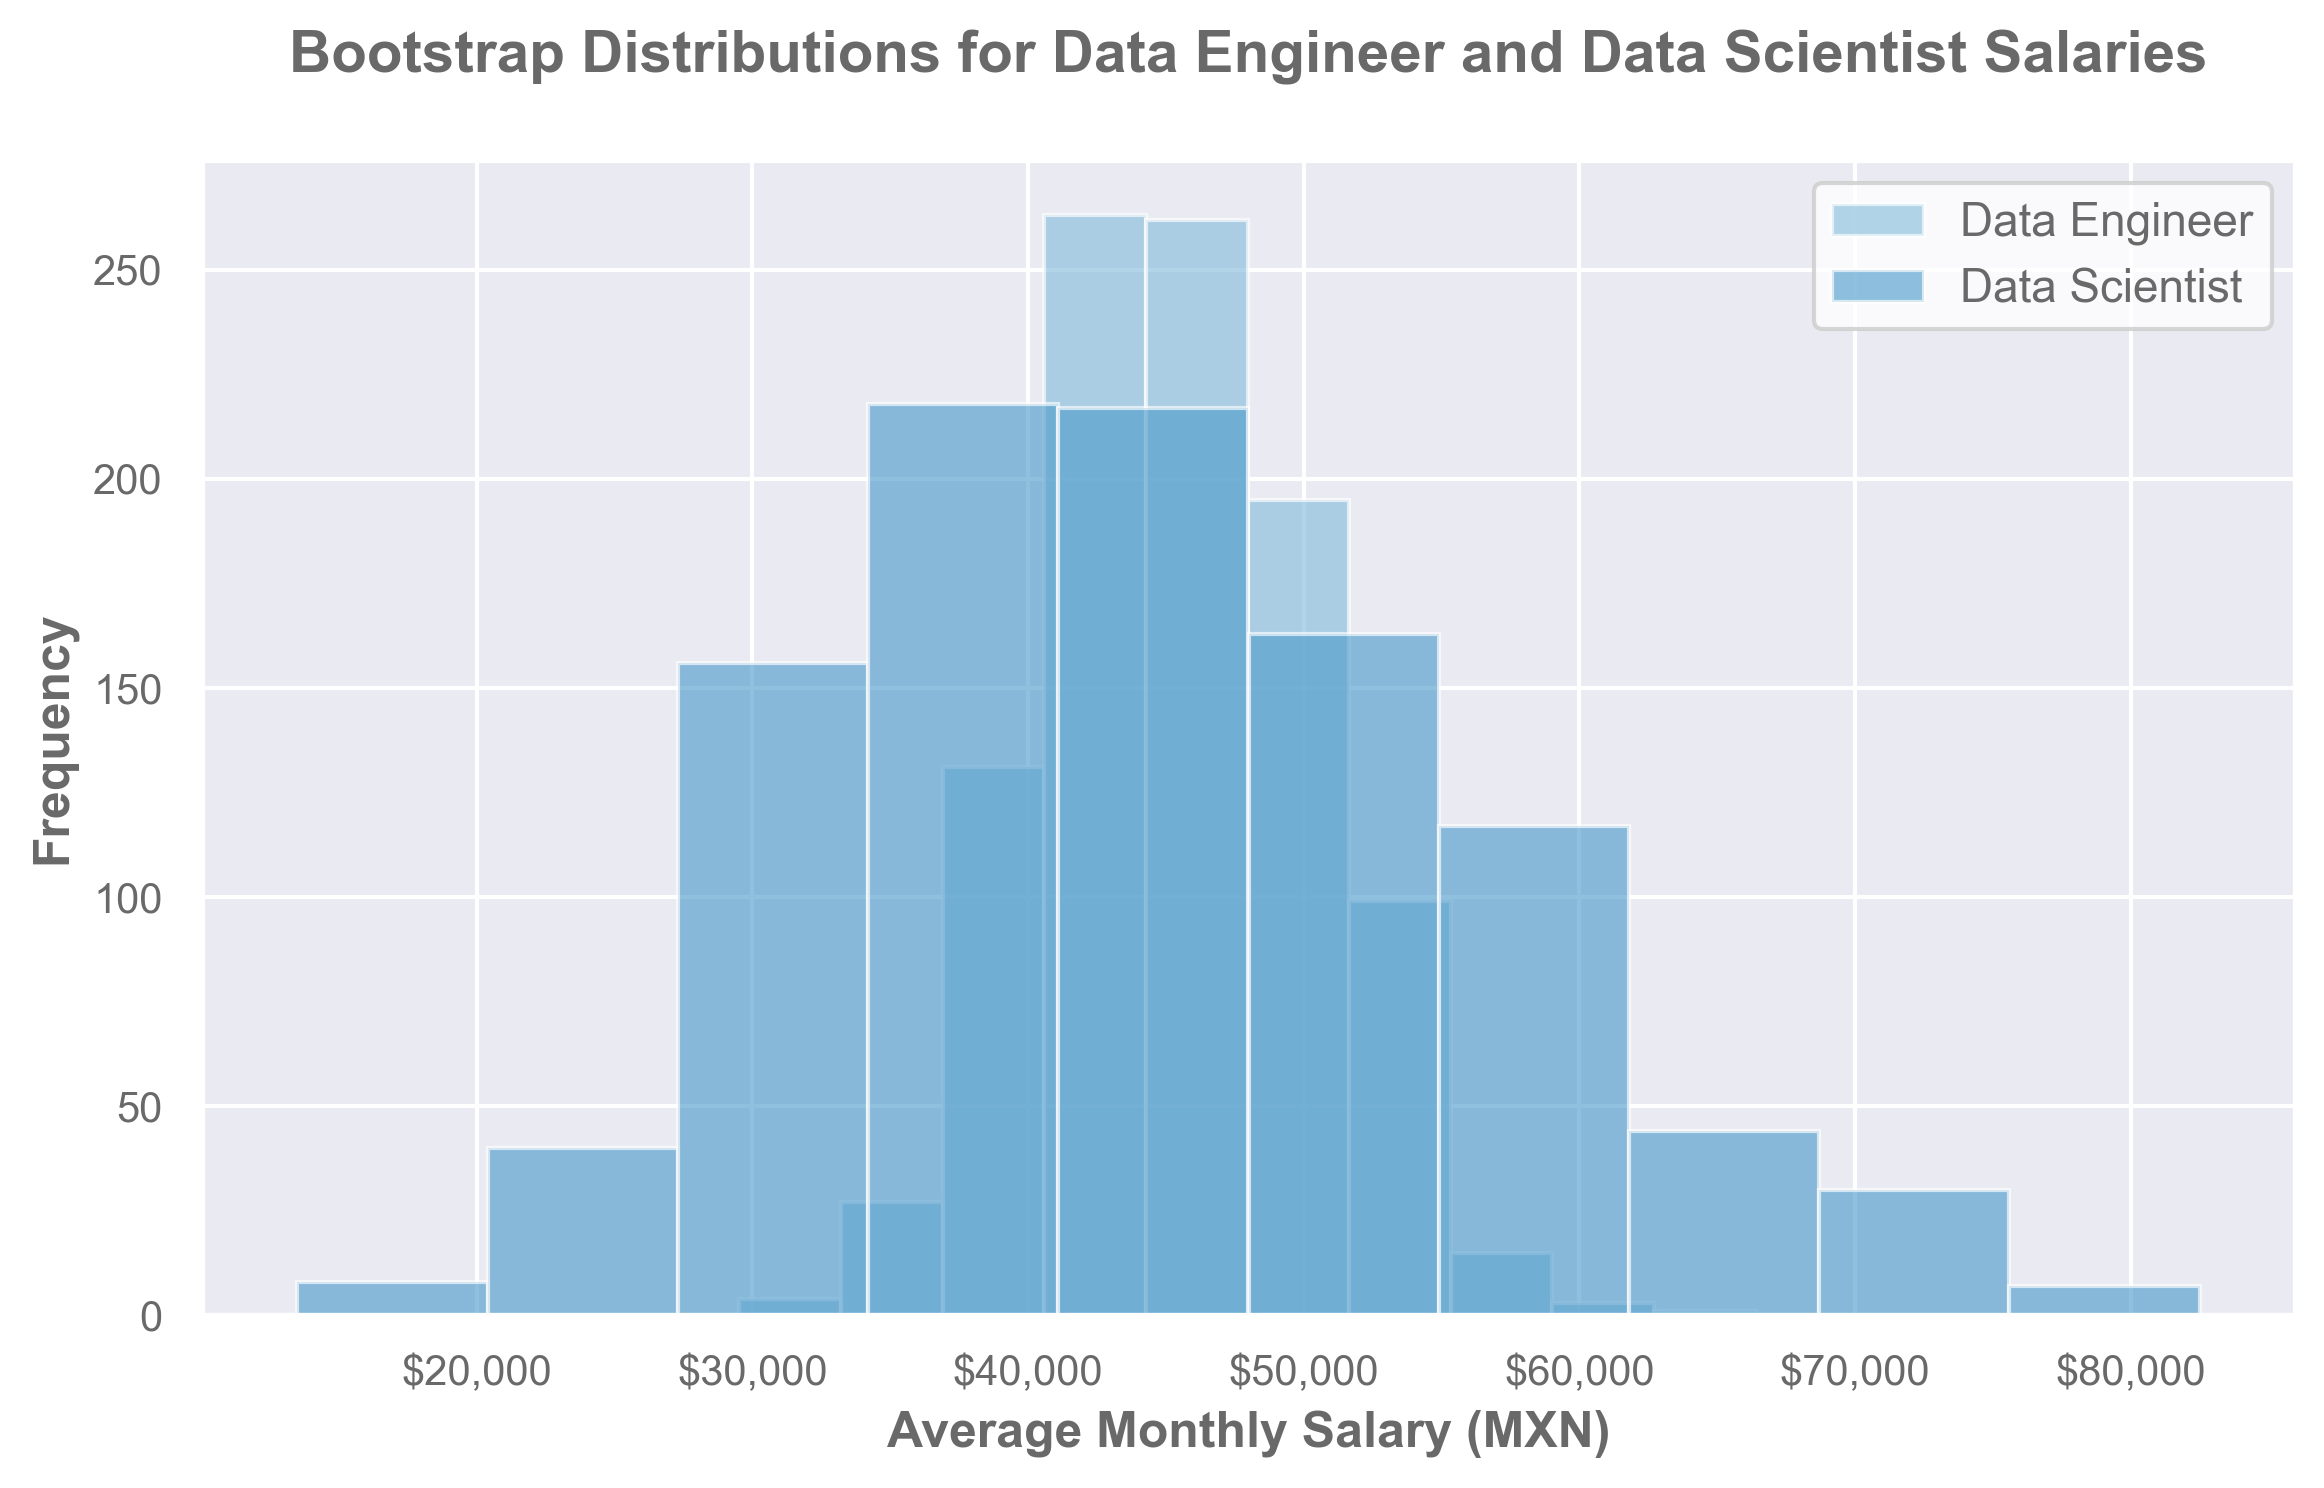 Bootstrap Distributions for Data Engineer and Data Scientist Salaries
Data Engineer
Data Scientist
Frequency
250
200
150
100
50
0
$20,000 $30,000 $40,000 $50,000 $60,000 $70,000 $80,000
Average Monthly Salary (MXN)